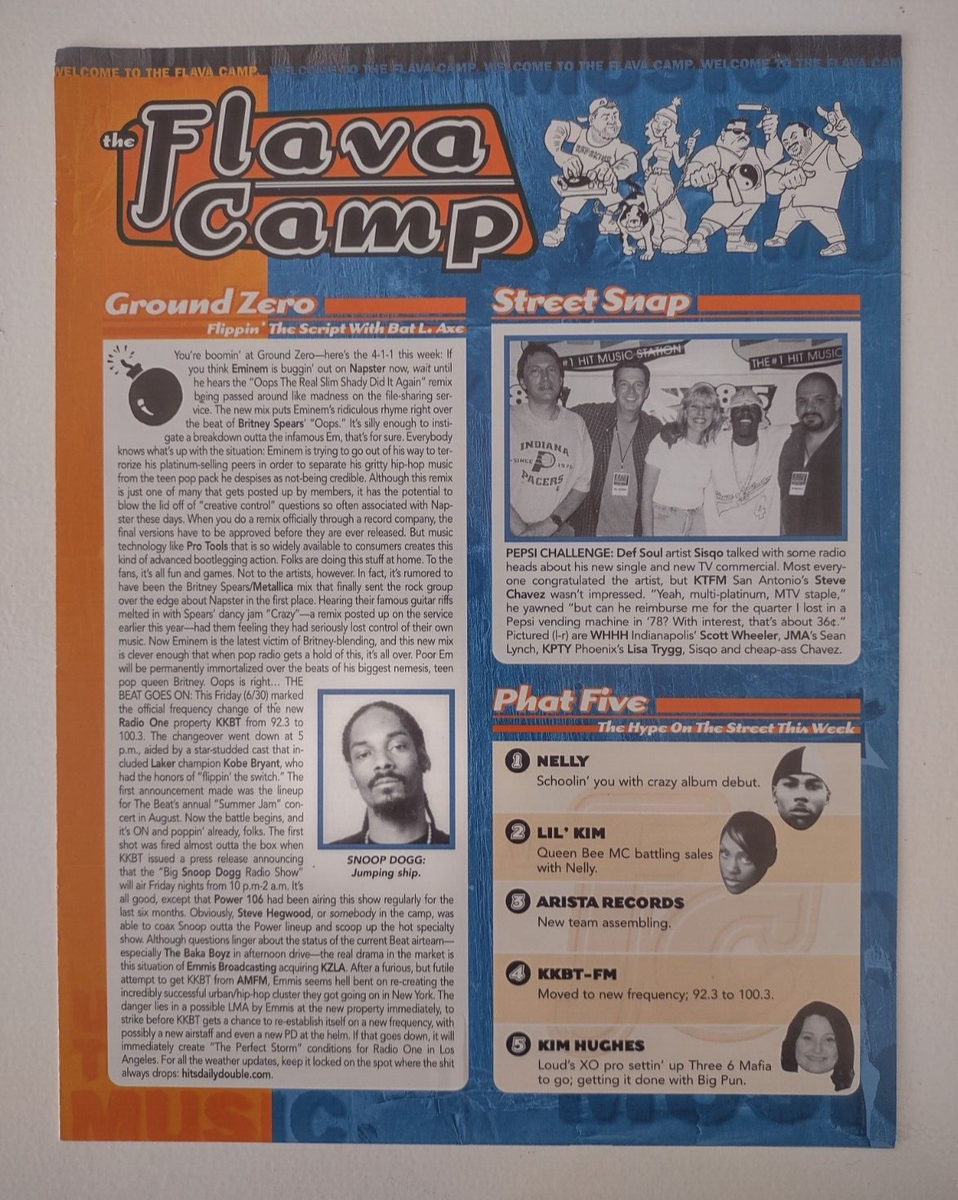 WELCOME TO THE FLAVA CAMP. WELCOME TO THE FLAVA CAMP. WELCOME TO THE FLAVA CAMP. WELCOME TO THE FLAVA CAM
MUSIC
the Flava
Camp
REDSKINS
Ground Zero
Flippin' The Script With Bat L. Axe
You're boomin' at Ground Zero—here's the 4-1-1 this week: If
you think Eminem is buggin' out on Napster now, wait until
he hears the "Oops The Real Slim Shady Did It Again" remix
being passed around like madness on the file-sharing ser-
vice. The new mix puts Eminem's ridiculous rhyme right over
the beat of Britney Spears' "Oops." It's silly enough to insti-
gate a breakdown outta the infamous Em, that's for sure. Everybody
knows what's up with the situation: Eminem is trying to go out of his way to ter-
rorize his platinum-selling peers in order to separate his gritty hip-hop music
from the teen pop pack he despises as not-being credible. Although this remix
is just one of many that gets posted up by members, it has the potential to
blow the lid off of "creative control" questions so often associated with Nap-
ster these days. When you do a remix officially through a record company, the
final versions have to be approved before they are ever released. But music
technology like Pro Tools that is so widely available to consumers creates this
kind of advanced bootlegging action. Folks are doing this stuff at home. To the
fans, it's all fun and games. Not to the artists, however. In fact, it's rumored to
have been the Britney Spears/Metallica mix that finally sent the rock group
over the edge about Napster in the first place. Hearing their famous guitar riffs
melted in with Spears' dancy jam "Crazy"—a remix posted up on the service
earlier this year—had them feeling they had seriously lost control of their own
music. Now Eminem is the latest victim of Britney-blending, and this new mix
is clever enough that when pop radio gets a hold of this, it's all over. Poor Em
will be permanently immortalized over the beats of his biggest nemesis, teen
pop queen Britney. Oops is right... THE
BEAT GOES ON: This Friday (6/30) marked
the official frequency change of the new
Radio One property KKBT from 92.3 to
100.3. The changeover went down at 5
p.m., aided by a star-studded cast that in-
cluded Laker champion Kobe Bryant, who
had the honors of "flippin' the switch." The
first announcement made was the lineup
for The Beat's annual "Summer Jam" con-
cert in August. Now the battle begins, and
it's ON and poppin' already, folks. The first
shot was fired almost outta the box when
KKBT issued a press release announcing
that the "Big Snoop Dogg Radio Show"
will air Friday nights from 10 p.m-2 a.m. It's
all good, except that Power 106 had been airing this show regularly for the
last six months. Obviously, Steve Hegwood, or somebody in the camp, was
able to coax Snoop outta the Power lineup and scoop up the hot specialty
show. Although questions linger about the status of the current Beat airteam—
especially The Baka Boyz in afternoon drive—the real drama in the market is
this situation of Emmis Broadcasting acquiring KZLA. After a furious, but futile
attempt to get KKBT from AMFM, Emmis seems hell bent on re-creating the
incredibly successful urban/hip-hop cluster they got going on in New York. The
danger lies in a possible LMA by Emmis at the new property immediately, to
strike before KKBT gets a chance to re-establish itself on a new frequency, with
possibly a new airstaff and even a new PD at the helm. If that goes down, it will
immediately create "The Perfect Storm" conditions for Radio One in Los
Angeles. For all the weather updates, keep it locked on the spot where the shit
always drops: hitsdailydouble.com.
SNOOP DOGG:
Jumping ship.
Street Snap
#1 HIT MUSIC STATION
THE #1 HIT MUSIC
INDIANA
SINCE 1976
PACERS
PEPSI CHALLENGE: Def Soul artist Sisqo talked with some radio
heads about his new single and new TV commercial. Most every-
one congratulated the artist, but KTFM San Antonio's Steve
Chavez wasn't impressed. "Yeah, multi-platinum, MTV staple,"
he yawned "but can he reimburse me for the quarter I lost in a
Pepsi vending machine in '78? With interest, that's about 36¢."
Pictured (l-r) are WHHH Indianapolis' Scott Wheeler, JMA's Sean
Lynch, KPTY Phoenix's Lisa Trygg, Sisqo and cheap-ass Chavez.
Phat Five
The Hype On The Street This Week
1 NELLY
Schoolin' you with crazy album debut.
2 LIL' KIM
Queen Bee MC battling sales
with Nelly.
3 ARISTA RECORDS
New team assembling.
4 KKBT-FM
Moved to new frequency; 92.3 to 100.3.
5 KIM HUGHES
Loud's XO pro settin' up Three 6 Mafia
to go; getting it done with Big Pun.
MUSIC